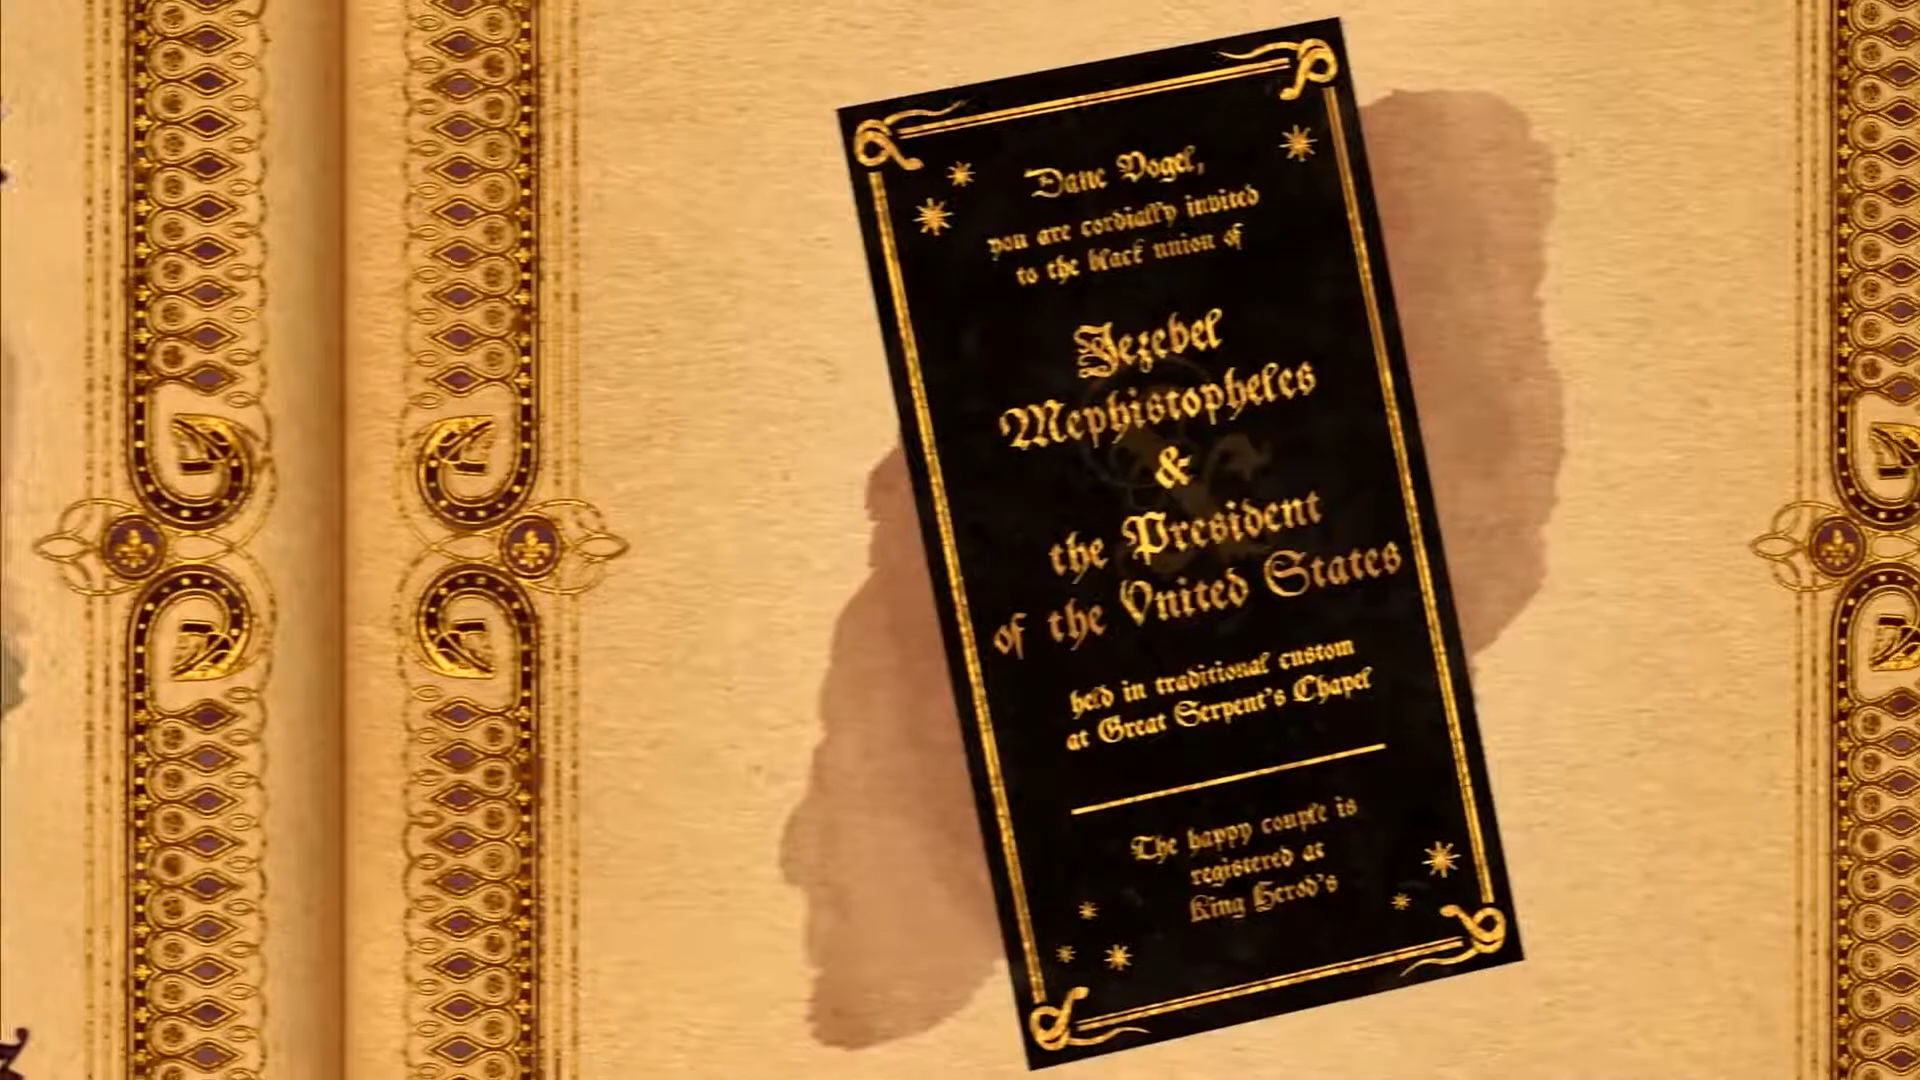 Dane Vogel,
you are cordially invited
to the black union of
Jezebel
Mephistopheles
&
the President
of the United States
held in traditional custom
at Great Serpent's Chapel
The happy couple is
registered at
King Herod's